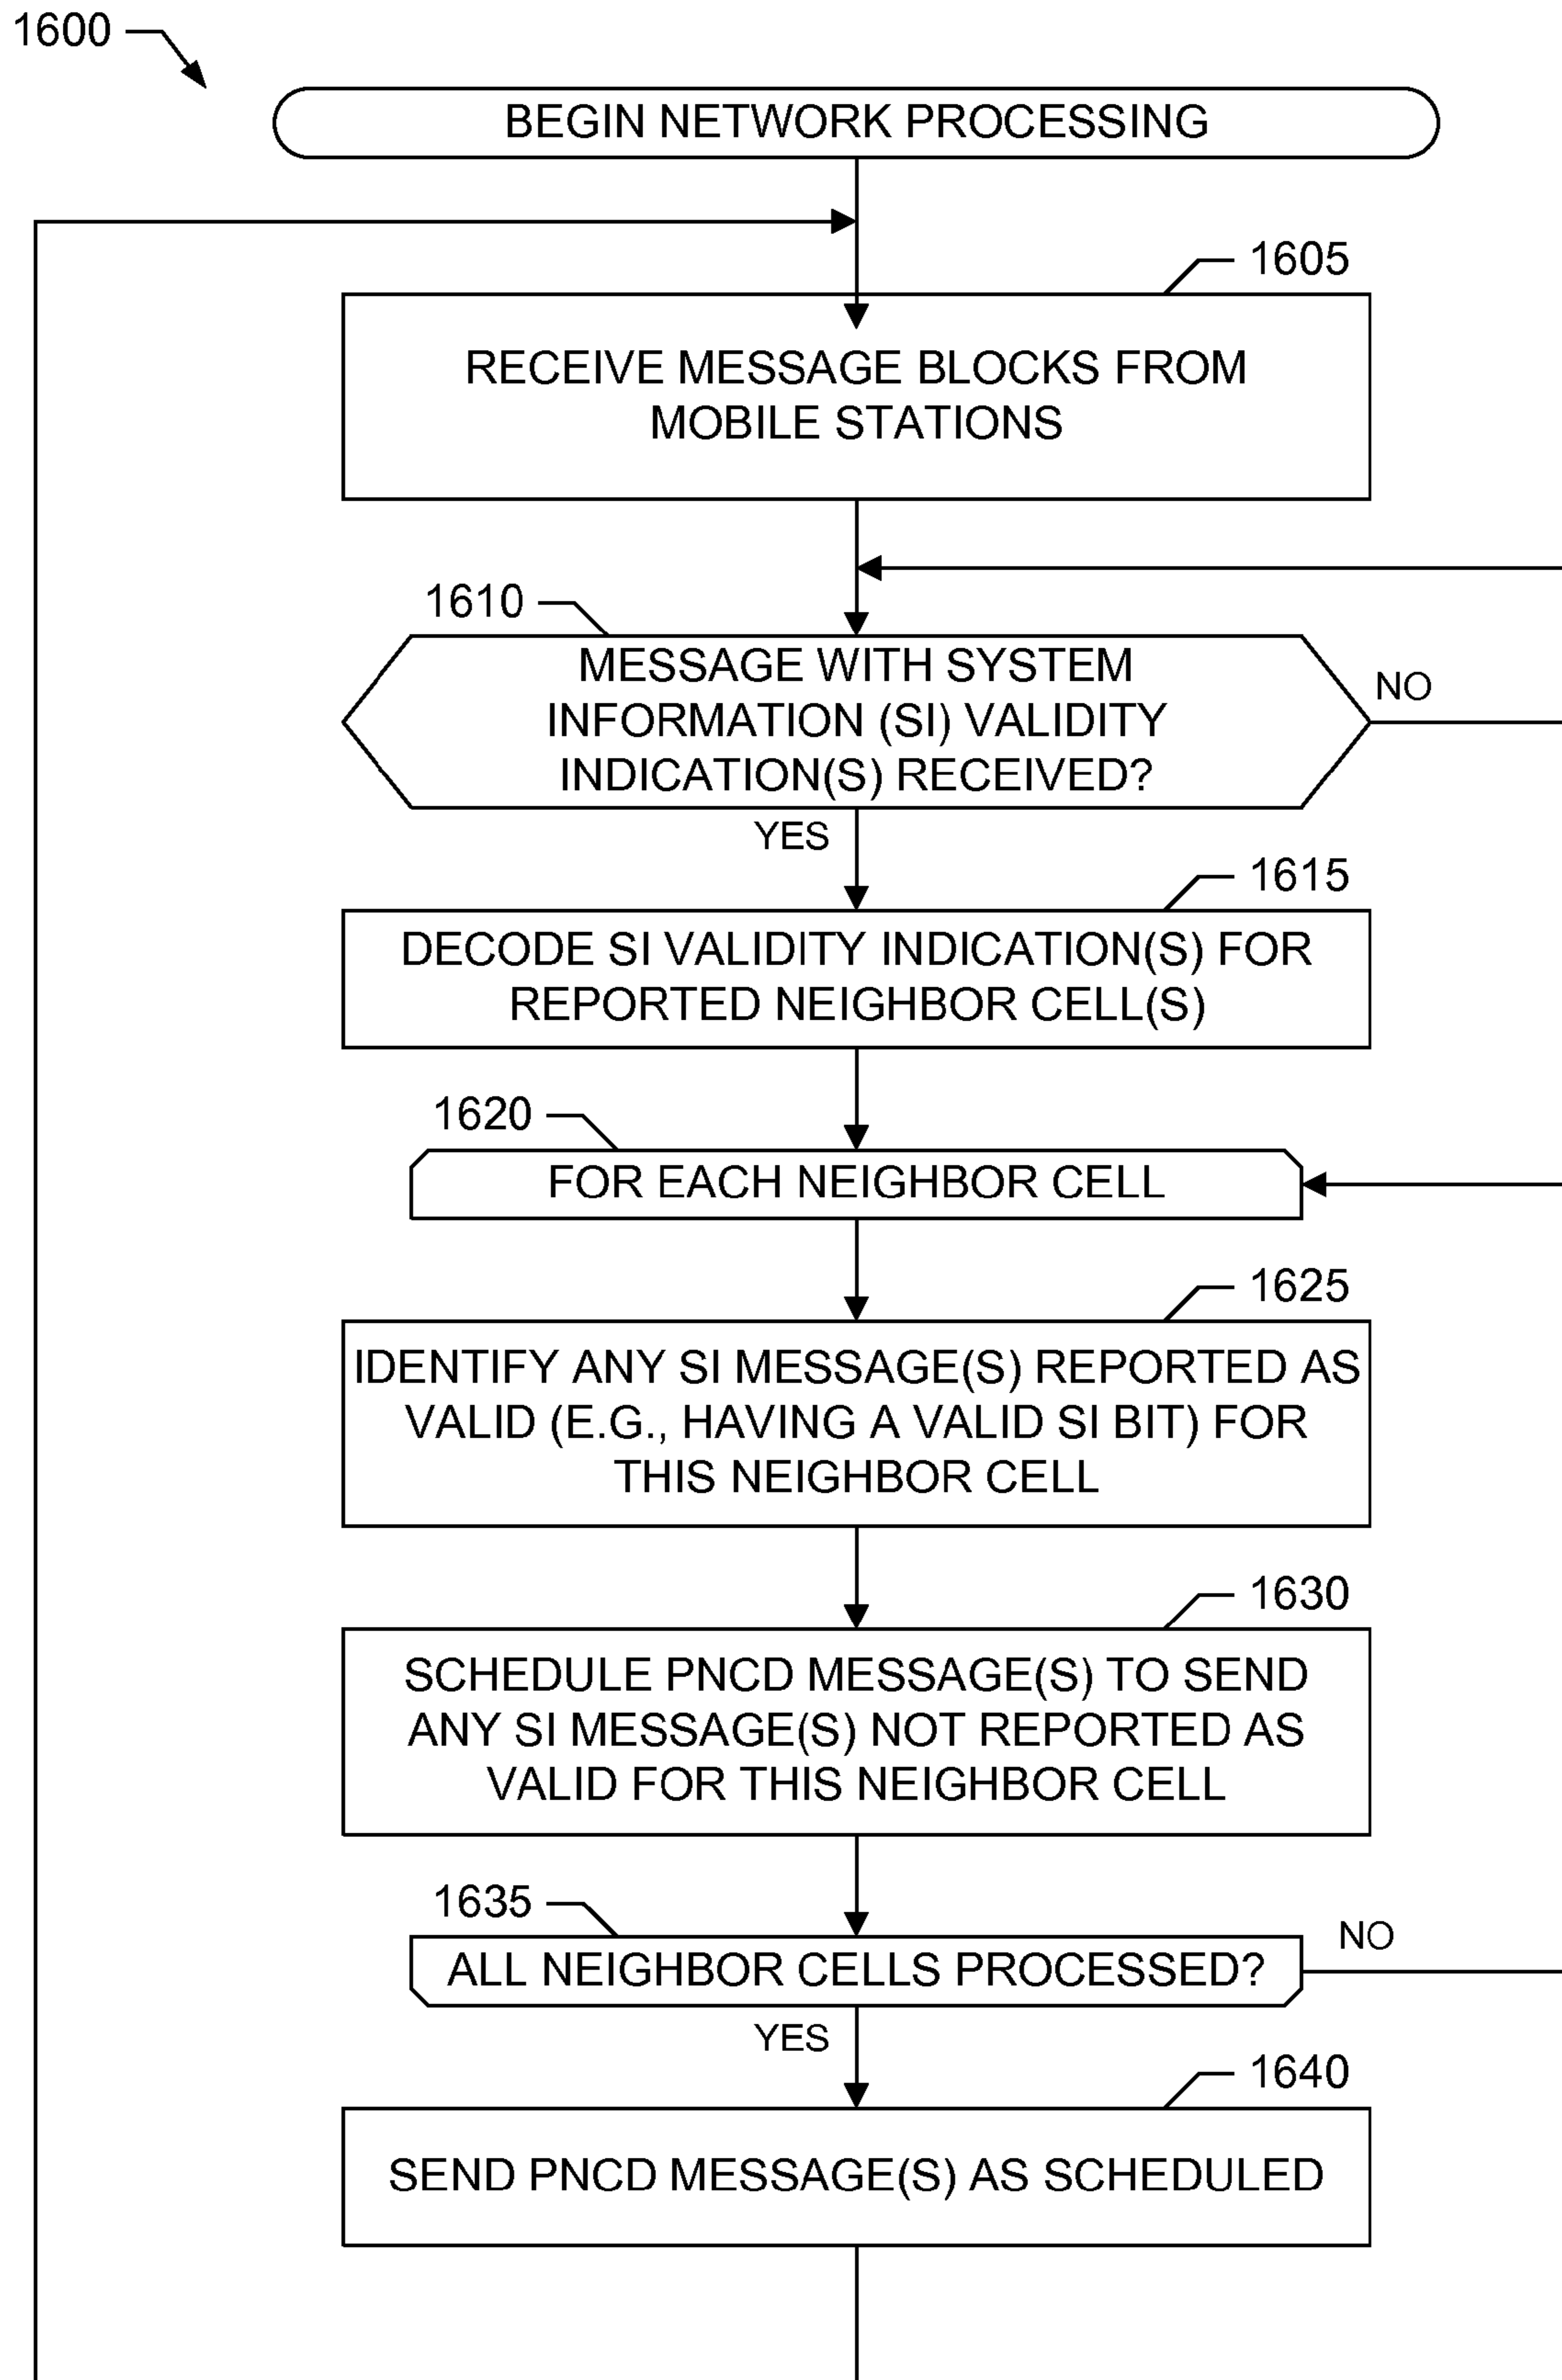 1600
BEGIN NETWORK PROCESSING
1605
RECEIVE MESSAGE BLOCKS FROM
MOBILE STATIONS
1610
MESSAGE WITH SYSTEM
INFORMATION (SI) VALIDITY
INDICATION(S) RECEIVED?
NO
YES
1615
DECODE SI VALIDITY INDICATION(S) FOR
REPORTED NEIGHBOR CELL(S)
1620
FOR EACH NEIGHBOR CELL
1625
IDENTIFY ANY SI MESSAGE(S) REPORTED AS
VALID (E.G., HAVING A VALID SI BIT) FOR
THIS NEIGHBOR CELL
1630
SCHEDULE PNCD MESSAGE(S) TO SEND
ANY SI MESSAGE(S) NOT REPORTED AS
VALID FOR THIS NEIGHBOR CELL
1635
ALL NEIGHBOR CELLS PROCESSED?
NO
YES
1640
SEND PNCD MESSAGE(S) AS SCHEDULED